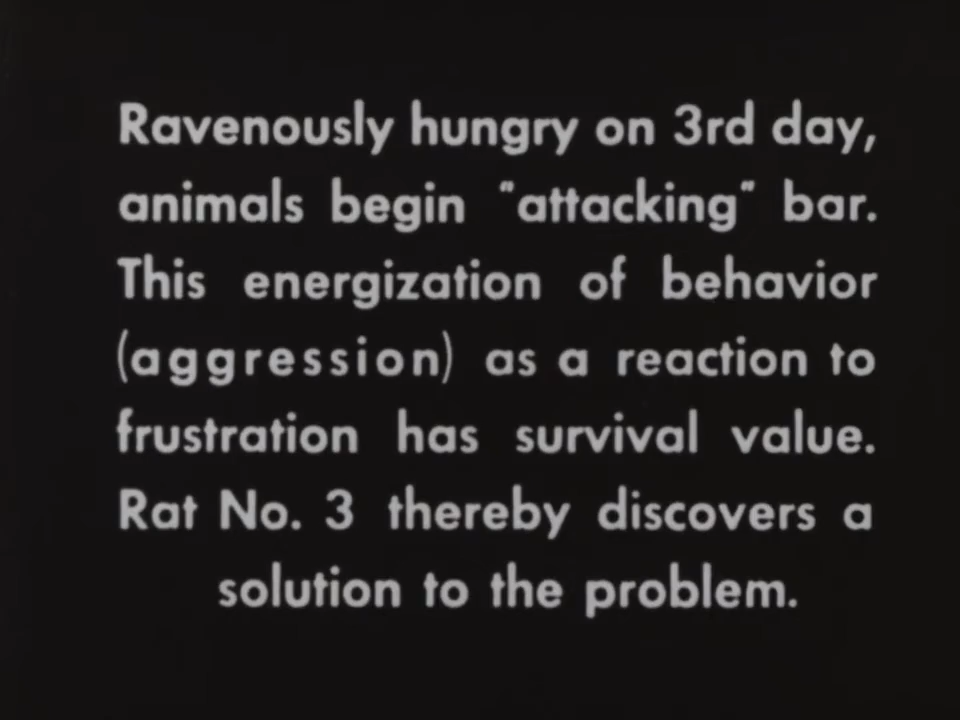 Ravenously hungry on 3rd day,
animals begin "attacking" bar.
This energization of behavior
(aggression) as a reaction to
frustration has survival value.
Rat No. 3 thereby discovers a
solution to the problem.